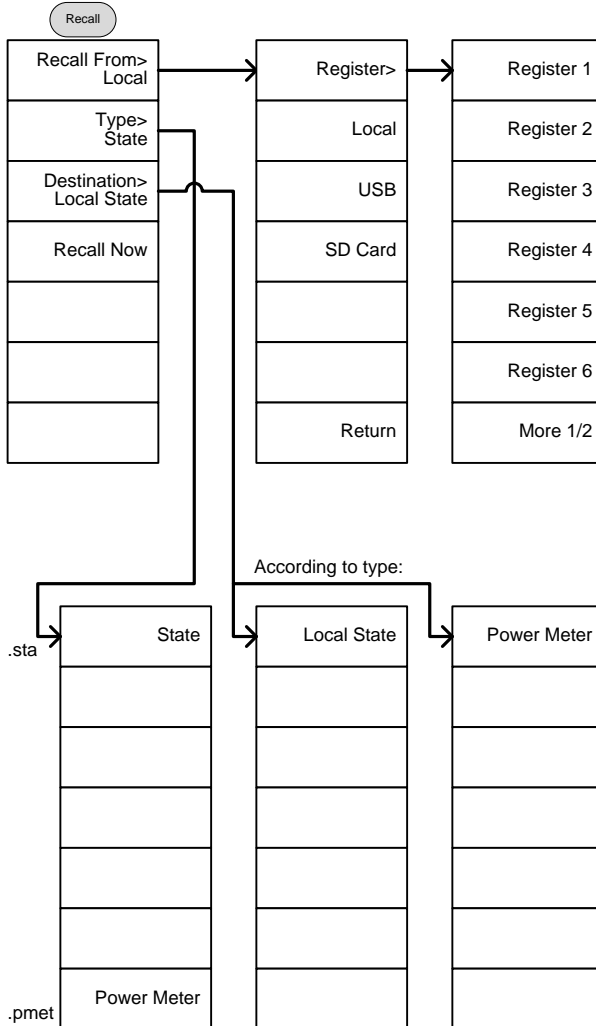 Recall
Recall From>
Local
Type>
State
Destination>
Local State
Recall Now
Register>
Local
USB
SD Card
Return
Register 1
Register 2
Register 3
Register 4
Register 5
Register 6
More 1/2
According to type:
.sta
State
Power Meter
.pmet
Local State
Power Meter